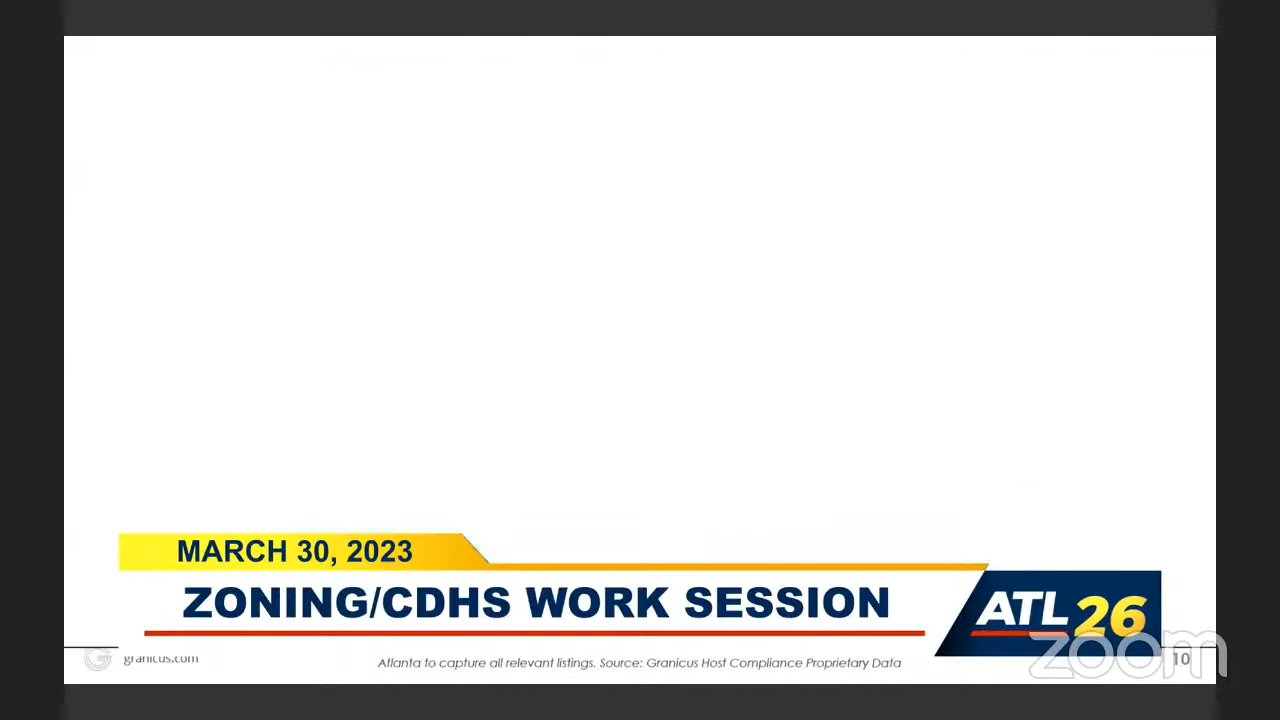 MARCH 30, 2023
ZONING/CDHS WORK SESSION
ATL 26
granicus.com
Atlanta to capture all relevant listings. Source: Granicus Host Compliance Proprietary Data
zoom
10